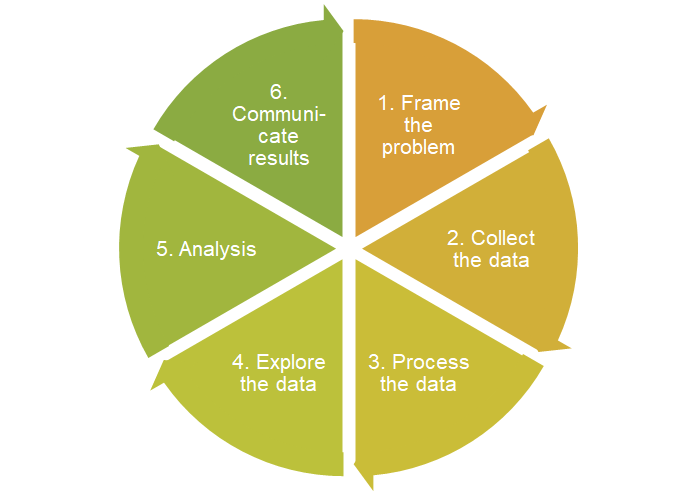 1. Frame
the
problem
2. Collect
the data
3. Process
the data
4. Explore
the data
5. Analysis
6.
Communi-
cate
results